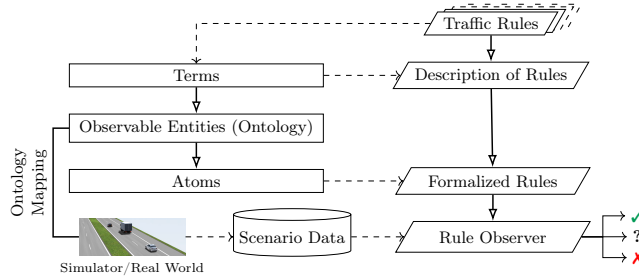 Traffic Rules
Terms
Description of Rules
Observable Entities (Ontology)
Ontology
Mapping
Atoms
Formalized Rules
Scenario Data
Rule Observer
✓
?
✗
Simulator/Real World